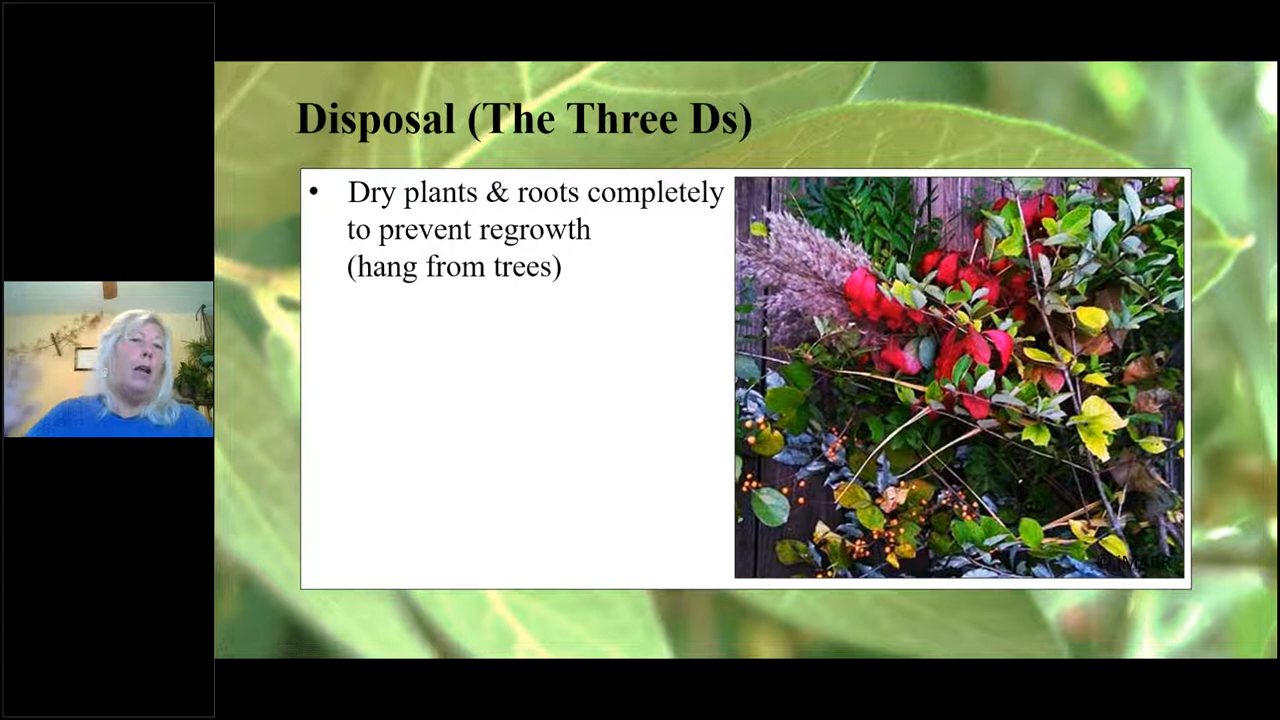 Disposal (The Three Ds)
• Dry plants & roots completely
to prevent regrowth
(hang from trees)